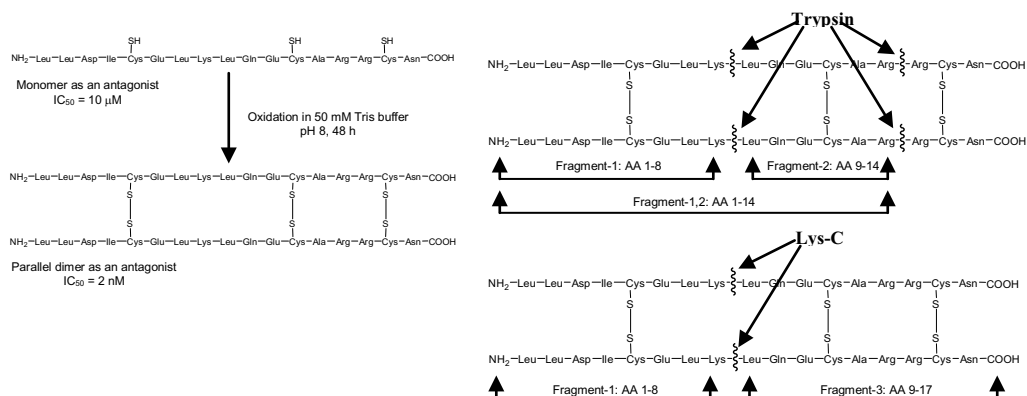 SH SH SH
NH₂–Leu–Leu–Asp–Ile–Cys–Glu–Leu–Lys–Leu–Gln–Glu–Cys–Ala–Arg–Arg–Cys–Asn–COOH
Monomer as an antagonist
IC₅₀ = 10 μM
Oxidation in 50 mM Tris buffer
pH 8, 48 h
NH₂–Leu–Leu–Asp–Ile–Cys–Glu–Leu–Lys–Leu–Gln–Glu–Cys–Ala–Arg–Arg–Cys–Asn–COOH
S S S
S S S
NH₂–Leu–Leu–Asp–Ile–Cys–Glu–Leu–Lys–Leu–Gln–Glu–Cys–Ala–Arg–Arg–Cys–Asn–COOH
Parallel dimer as an antagonist
IC₅₀ = 2 nM
Trypsin
NH₂–Leu–Leu–Asp–Ile–Cys–Glu–Leu–Lys–Leu–Gln–Glu–Cys–Ala–Arg–Arg–Cys–Asn–COOH
S S S
S S S
NH₂–Leu–Leu–Asp–Ile–Cys–Glu–Leu–Lys–Leu–Gln–Glu–Cys–Ala–Arg–Arg–Cys–Asn–COOH
Fragment-1: AA 1-8 Fragment-2: AA 9-14
Fragment-1,2: AA 1-14
Lys-C
NH₂–Leu–Leu–Asp–Ile–Cys–Glu–Leu–Lys–Leu–Gln–Glu–Cys–Ala–Arg–Arg–Cys–Asn–COOH
S S S
S S S
NH₂–Leu–Leu–Asp–Ile–Cys–Glu–Leu–Lys–Leu–Gln–Glu–Cys–Ala–Arg–Arg–Cys–Asn–COOH
Fragment-1: AA 1-8 Fragment-3: AA 9-17